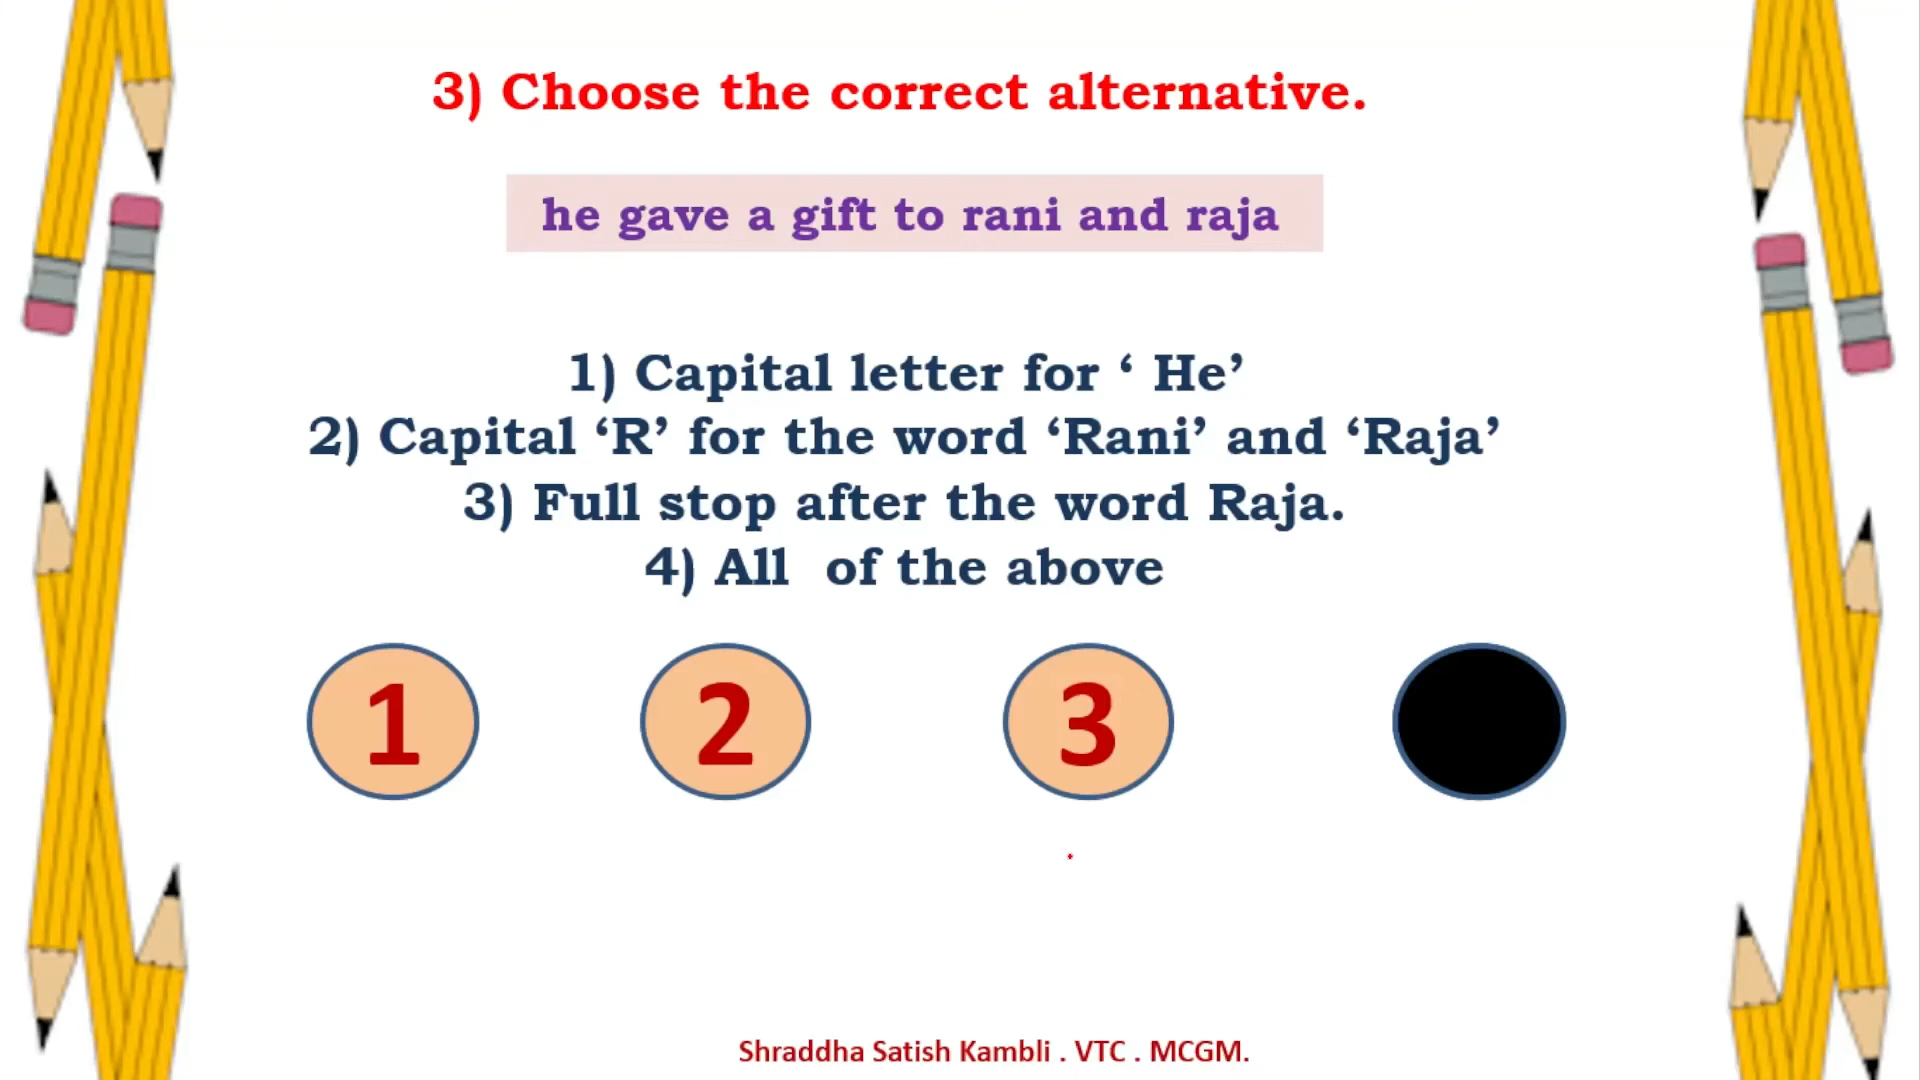 3) Choose the correct alternative.
he gave a gift to rani and raja
1) Capital letter for ‘ He’
2) Capital ‘R’ for the word ‘Rani’ and ‘Raja’
3) Full stop after the word Raja.
4) All of the above
1 2 3
Shraddha Satish Kambli . VTC . MCGM.